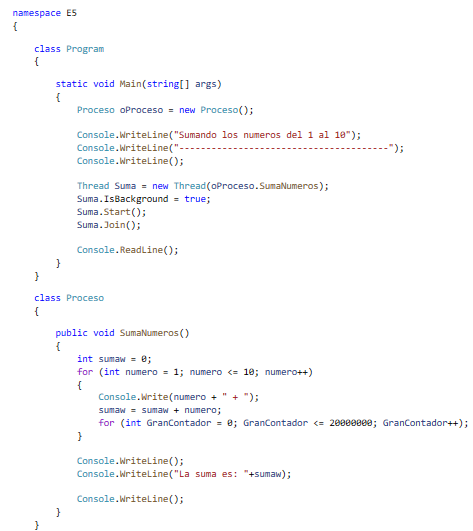 namespace E5
{
class Program
{
static void Main(string[] args)
{
Proceso oProceso = new Proceso();
Console.WriteLine("Sumando los numeros del 1 al 10");
Console.WriteLine("---------------------------------------");
Console.WriteLine();
Thread Suma = new Thread(oProceso.SumaNumeros);
Suma.IsBackground = true;
Suma.Start();
Suma.Join();
Console.ReadLine();
}
}
class Proceso
{
public void SumaNumeros()
{
int sumaw = 0;
for (int numero = 1; numero <= 10; numero++)
{
Console.Write(numero + " + ");
sumaw = sumaw + numero;
for (int GranContador = 0; GranContador <= 20000000; GranContador++);
}
Console.WriteLine();
Console.WriteLine("La suma es: "+sumaw);
Console.WriteLine();
}
}